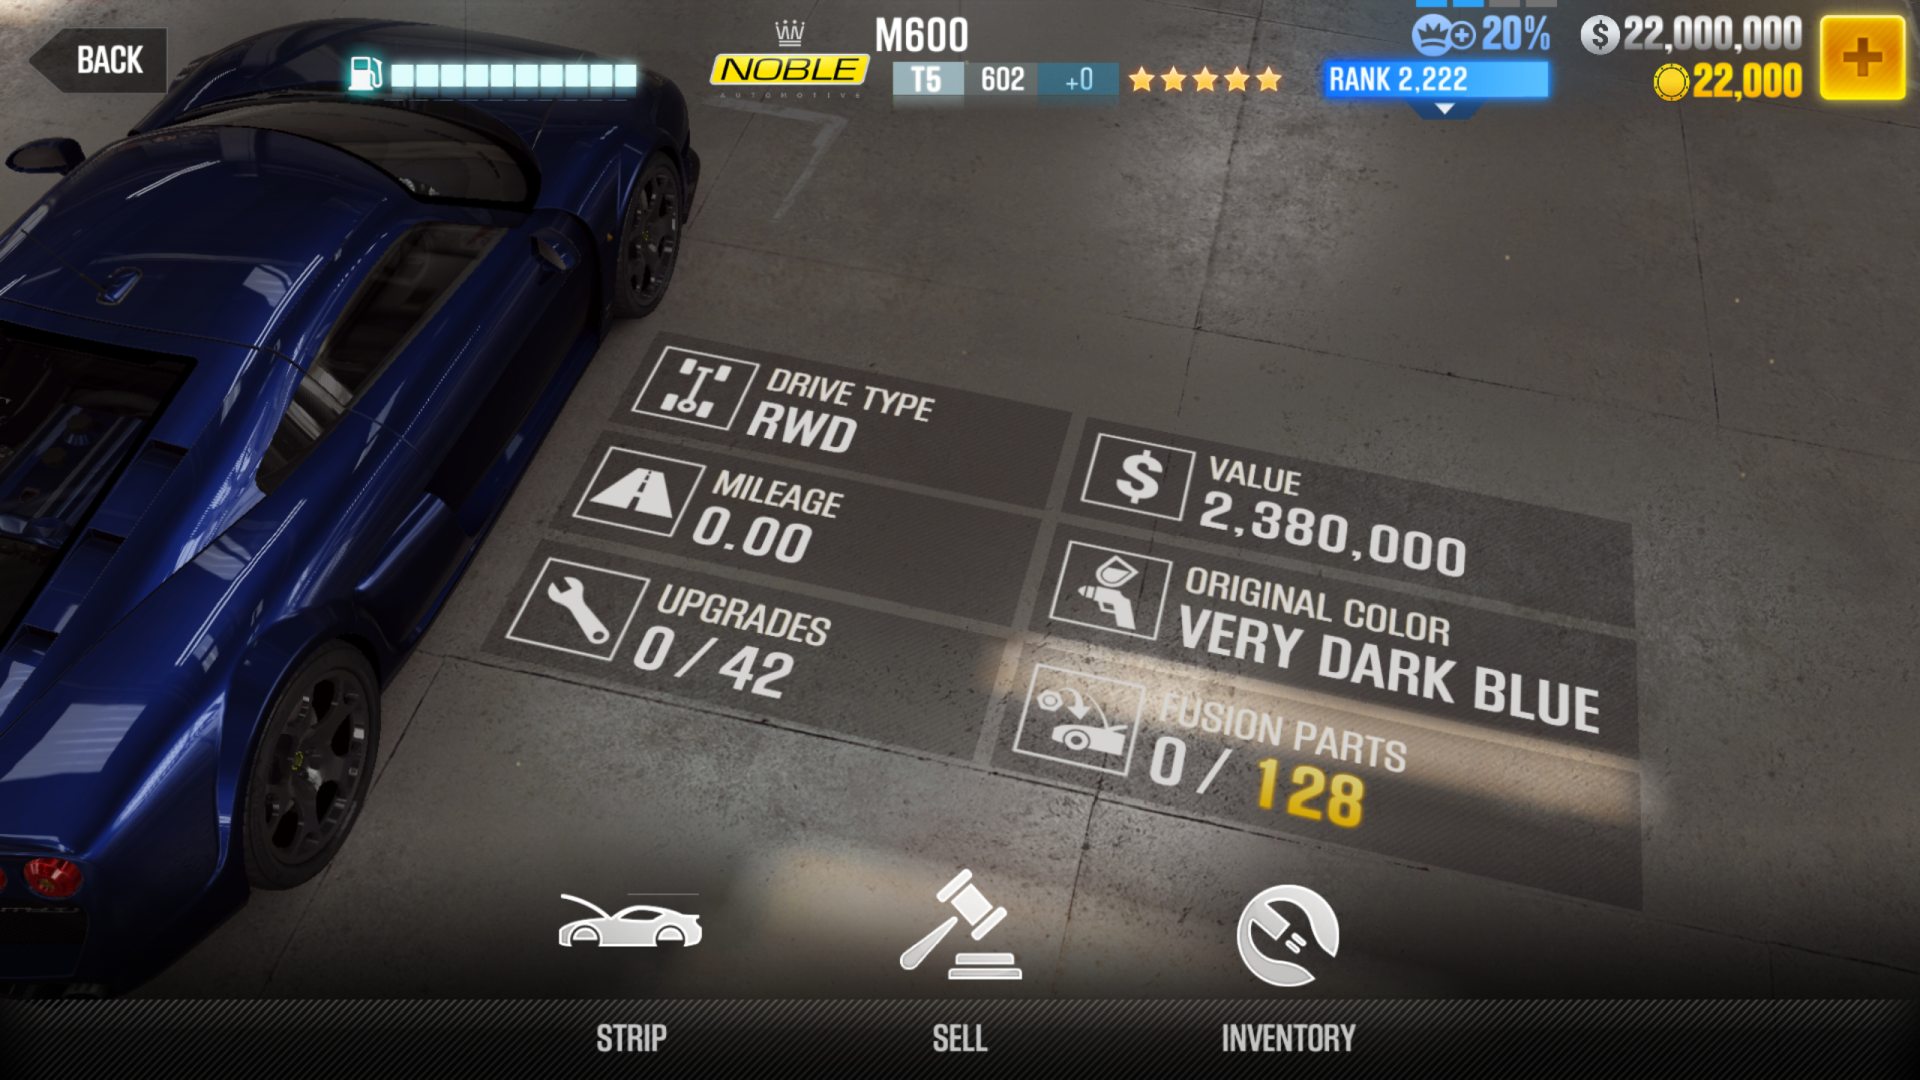 BACK
NOBLE
AUTOMOTIVE
M600
T5 602 +0
20%
RANK 2,222
$ 22,000,000
22,000
DRIVE TYPE
RWD
MILEAGE
0.00
UPGRADES
0 / 42
$
VALUE
2,380,000
ORIGINAL COLOR
VERY DARK BLUE
FUSION PARTS
0 / 128
STRIP
SELL
INVENTORY